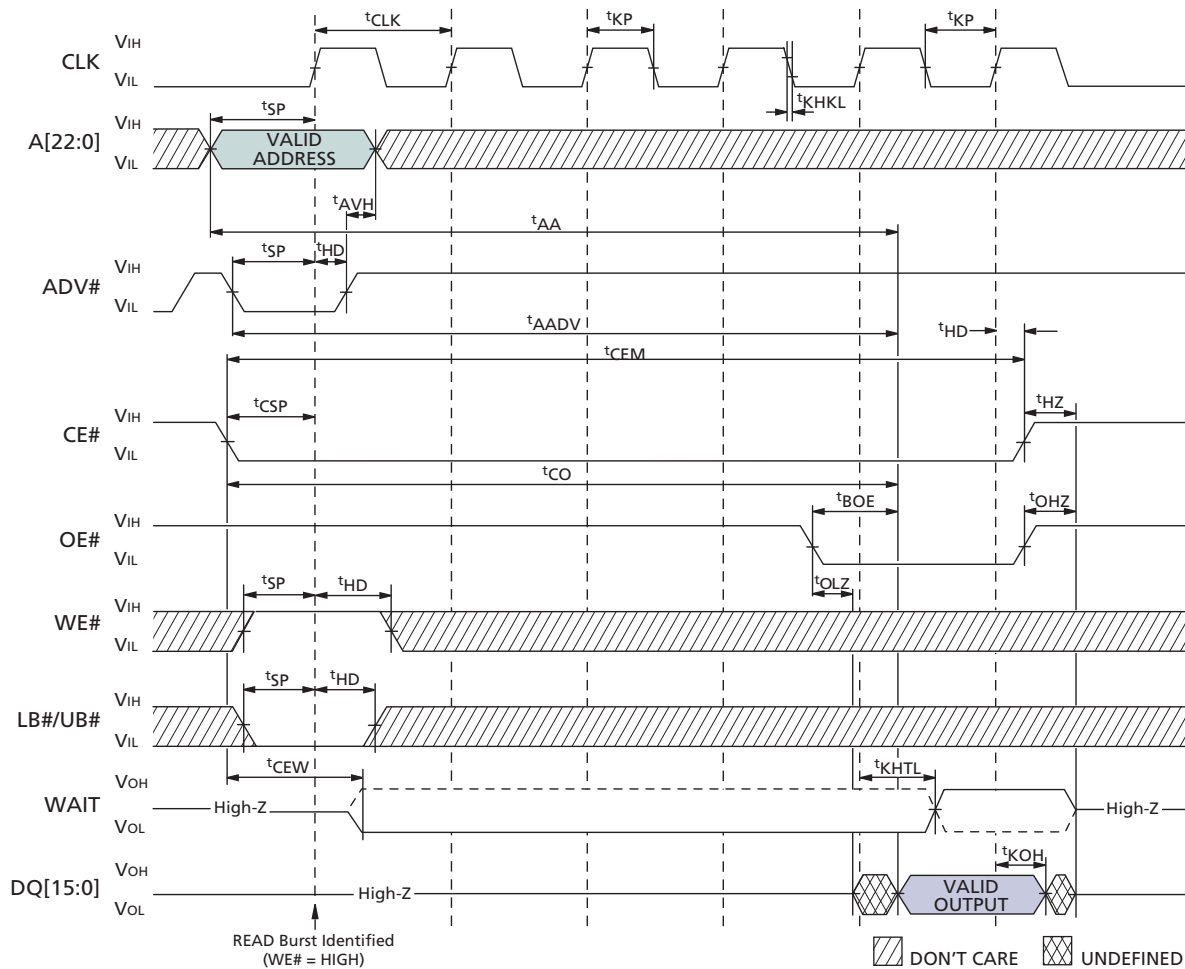 tCLK tKP tKP
VIH
CLK
VIL
tKHKL
tSP
VIH
A[22:0] VALID ADDRESS
VIL
tAVH
tAA
tSP tHD
VIH
ADV#
VIL
tAADV
tHD
tCEM
tCSP tHZ
VIH
CE#
VIL
tCO
tBOE tOHZ
VIH
OE#
VIL
tOLZ
tSP tHD
VIH
WE#
VIL
tSP tHD
VIH
LB#/UB#
VIL
tCEW tKHTL
VOH
WAIT High-Z High-Z
VOL
tKOH
VOH
DQ[15:0] High-Z VALID OUTPUT
VOL
READ Burst Identified
(WE# = HIGH)
DON'T CARE UNDEFINED